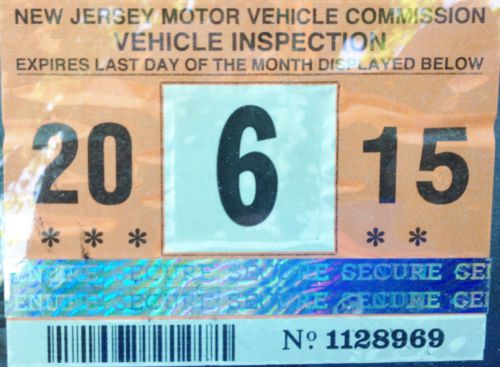 NEW JERSEY MOTOR VEHICLE COMMISSION
VEHICLE INSPECTION
EXPIRES LAST DAY OF THE MONTH DISPLAYED BELOW
20 6 15
* * * * *
SECURE SECURE SECURE
SECURE SECURE
Nº 1128969